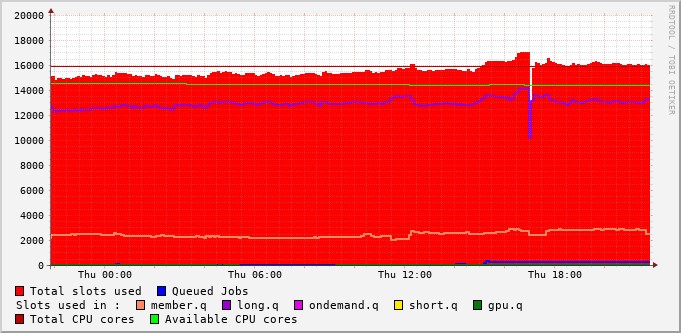 RRDTOOL / TOBI OETIKER
20000
18000
16000
14000
12000
10000
8000
6000
4000
2000
0
Thu 00:00 Thu 06:00 Thu 12:00 Thu 18:00
Total slots used Queued Jobs
Slots used in : member.q long.q ondemand.q short.q gpu.q
Total CPU cores Available CPU cores